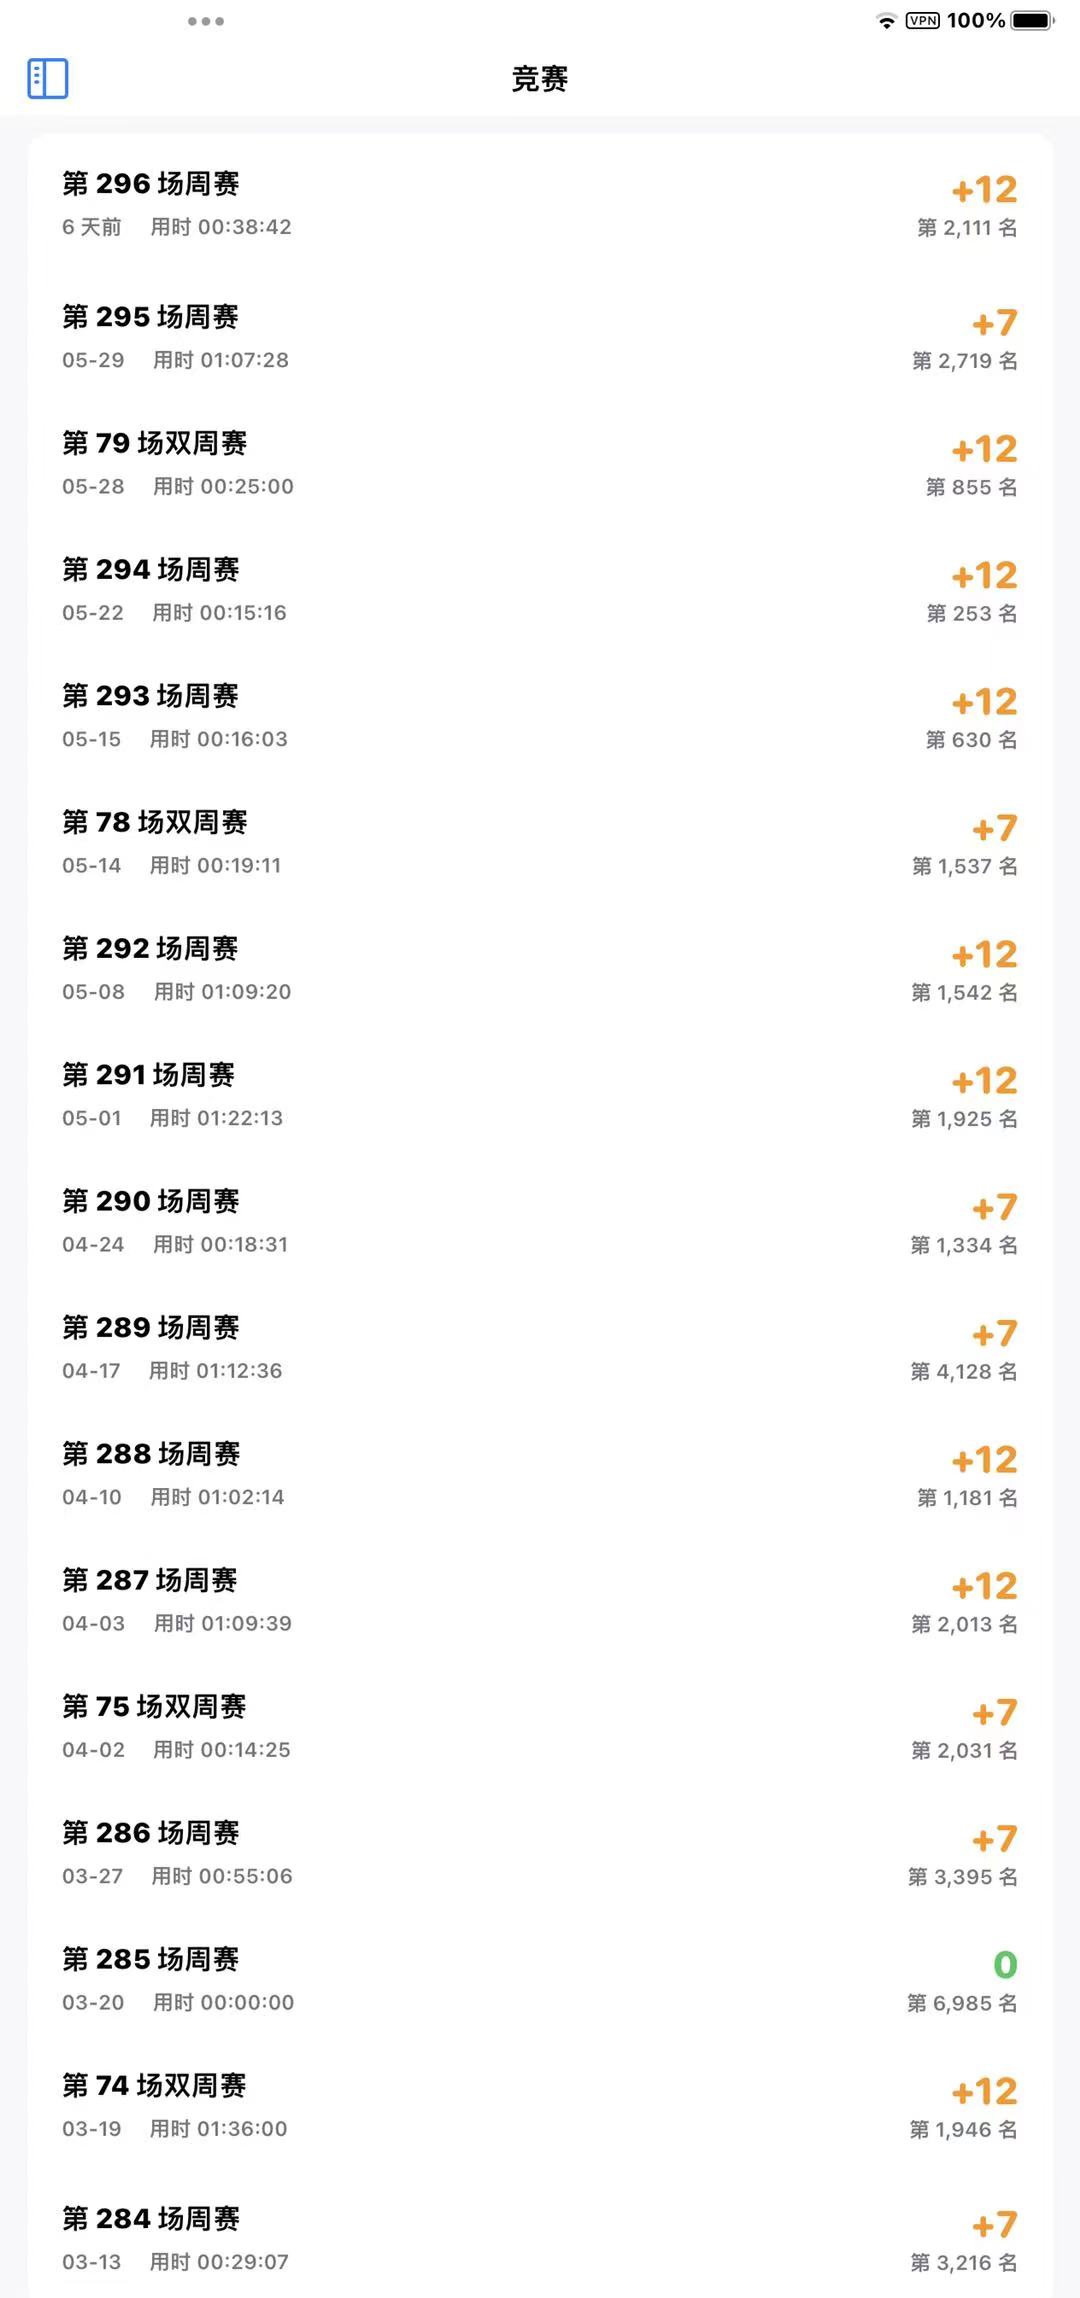 VPN 100%
竞赛
第 296 场周赛 +12
6 天前 用时 00:38:42 第 2,111 名
第 295 场周赛 +7
05-29 用时 01:07:28 第 2,719 名
第 79 场双周赛 +12
05-28 用时 00:25:00 第 855 名
第 294 场周赛 +12
05-22 用时 00:15:16 第 253 名
第 293 场周赛 +12
05-15 用时 00:16:03 第 630 名
第 78 场双周赛 +7
05-14 用时 00:19:11 第 1,537 名
第 292 场周赛 +12
05-08 用时 01:09:20 第 1,542 名
第 291 场周赛 +12
05-01 用时 01:22:13 第 1,925 名
第 290 场周赛 +7
04-24 用时 00:18:31 第 1,334 名
第 289 场周赛 +7
04-17 用时 01:12:36 第 4,128 名
第 288 场周赛 +12
04-10 用时 01:02:14 第 1,181 名
第 287 场周赛 +12
04-03 用时 01:09:39 第 2,013 名
第 75 场双周赛 +7
04-02 用时 00:14:25 第 2,031 名
第 286 场周赛 +7
03-27 用时 00:55:06 第 3,395 名
第 285 场周赛 0
03-20 用时 00:00:00 第 6,985 名
第 74 场双周赛 +12
03-19 用时 01:36:00 第 1,946 名
第 284 场周赛 +7
03-13 用时 00:29:07 第 3,216 名